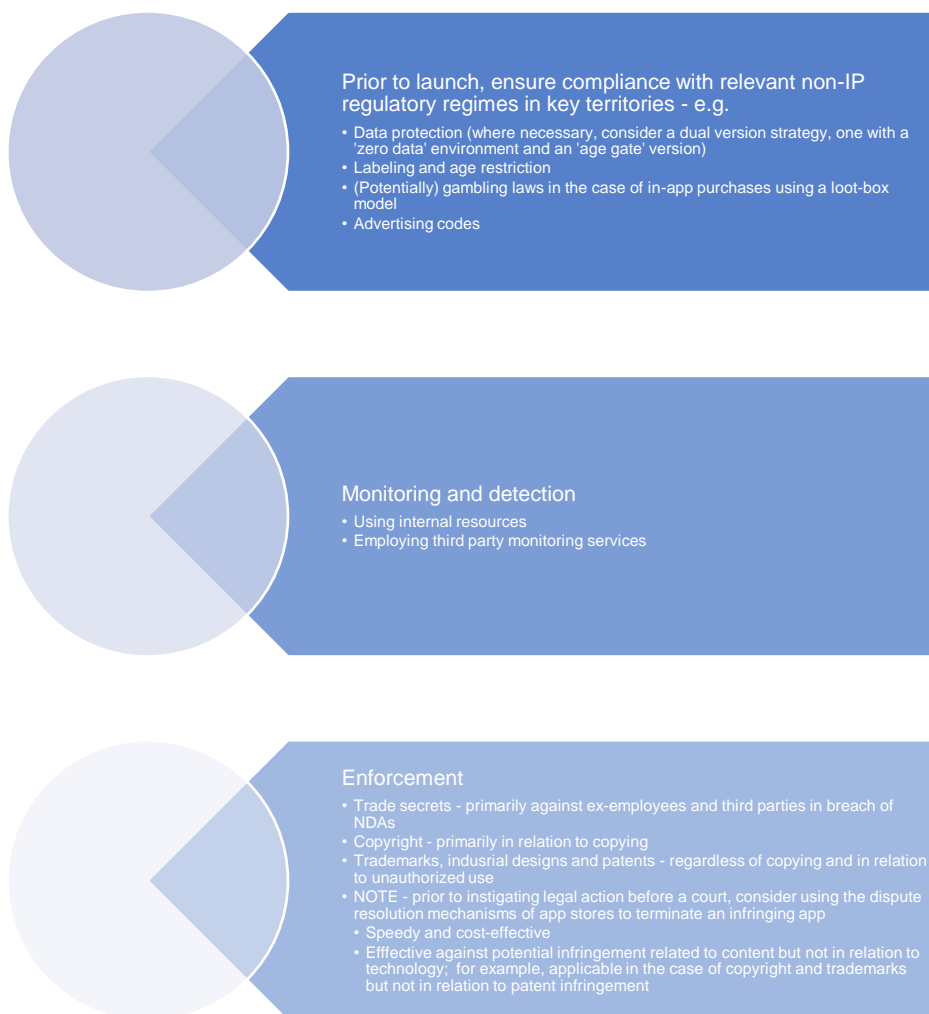 Prior to launch, ensure compliance with relevant non-IP
regulatory regimes in key territories - e.g.
• Data protection (where necessary, consider a dual version strategy, one with a
'zero data' environment and an 'age gate' version)
• Labeling and age restriction
• (Potentially) gambling laws in the case of in-app purchases using a loot-box
model
• Advertising codes
Monitoring and detection
• Using internal resources
• Employing third party monitoring services
Enforcement
• Trade secrets - primarily against ex-employees and third parties in breach of
NDAs
• Copyright - primarily in relation to copying
• Trademarks, indusrial designs and patents - regardless of copying and in relation
to unauthorized use
• NOTE - prior to instigating legal action before a court, consider using the dispute
resolution mechanisms of app stores to terminate an infringing app
• Speedy and cost-effective
• Efffective against potential infringement related to content but not in relation to
technology; for example, applicable in the case of copyright and trademarks
but not in relation to patent infringement